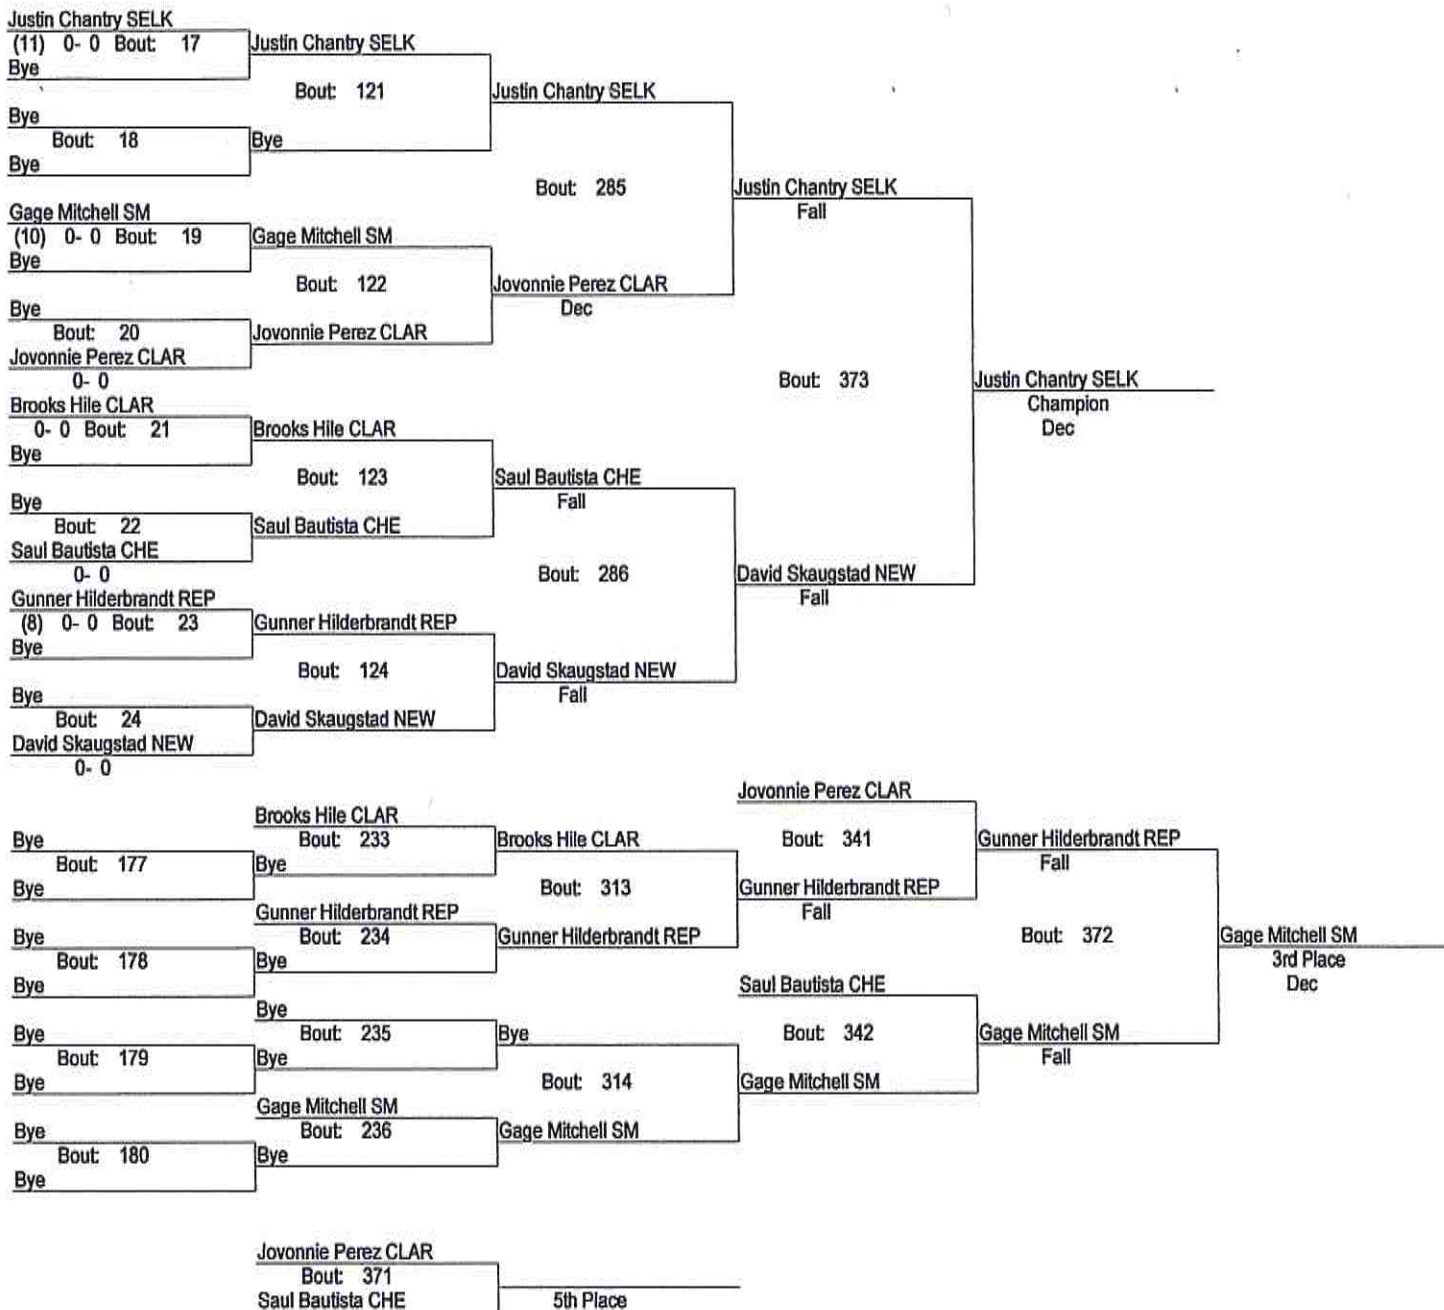 Justin Chantry SELK
(11) 0- 0 Bout: 17
Bye
Bye
Bout: 18
Bye
Gage Mitchell SM
(10) 0- 0 Bout: 19
Bye
Bye
Bout: 20
Jovonnie Perez CLAR
0- 0
Brooks Hile CLAR
0- 0 Bout: 21
Bye
Bye
Bout: 22
Saul Bautista CHE
0- 0
Gunner Hilderbrandt REP
(8) 0- 0 Bout: 23
Bye
Bye
Bout: 24
David Skaugstad NEW
0- 0
Justin Chantry SELK
Bout: 121
Bye
Gage Mitchell SM
Bout: 122
Jovonnie Perez CLAR
Brooks Hile CLAR
Bout: 123
Saul Bautista CHE
Gunner Hilderbrandt REP
Bout: 124
David Skaugstad NEW
Justin Chantry SELK
Bout: 285
Jovonnie Perez CLAR
Dec
Saul Bautista CHE
Fall
Bout: 286
David Skaugstad NEW
Fall
Justin Chantry SELK
Fall
Bout: 373
David Skaugstad NEW
Fall
Justin Chantry SELK
Champion
Dec
Bye
Bout: 177
Bye
Bye
Bout: 178
Bye
Bye
Bout: 179
Bye
Bye
Bout: 180
Bye
Brooks Hile CLAR
Bout: 233
Bye
Gunner Hilderbrandt REP
Bout: 234
Bye
Bye
Bout: 235
Bye
Gage Mitchell SM
Bout: 236
Bye
Brooks Hile CLAR
Bout: 313
Gunner Hilderbrandt REP
Bye
Bout: 314
Gage Mitchell SM
Jovonnie Perez CLAR
Bout: 341
Gunner Hilderbrandt REP
Fall
Saul Bautista CHE
Bout: 342
Gage Mitchell SM
Gunner Hilderbrandt REP
Fall
Bout: 372
Gage Mitchell SM
Fall
Gage Mitchell SM
3rd Place
Dec
Jovonnie Perez CLAR
Bout: 371
Saul Bautista CHE
5th Place